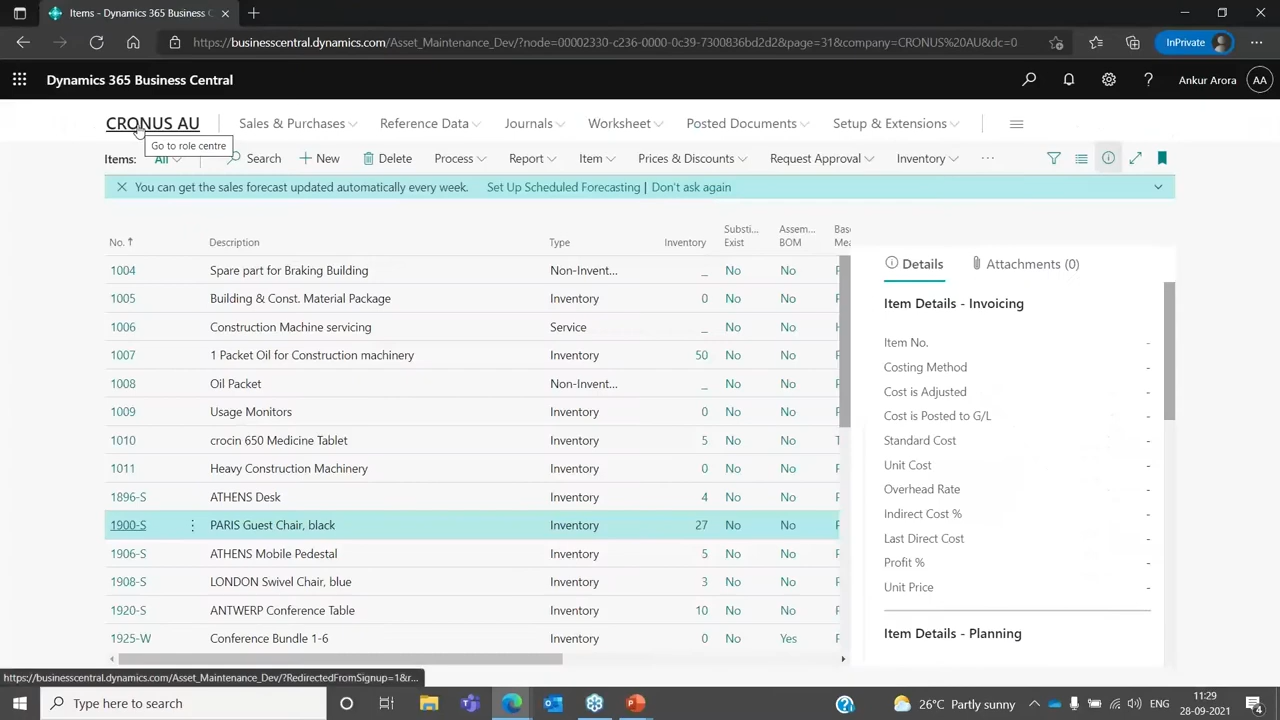 Items - Dynamics 365 Business C
https://businesscentral.dynamics.com/Asset_Maintenance_Dev/?node=00002330-c236-0000-0c39-7300836bd2d2&page=31&company=CRONUS%20AU&dc=0
InPrivate
Dynamics 365 Business Central
Ankur Arora AA
CRONUS AU Sales & Purchases Reference Data Journals Worksheet Posted Documents Setup & Extensions
Go to role centre
Items: All Search New Delete Process Report Item Prices & Discounts Request Approval Inventory ...
You can get the sales forecast updated automatically every week. Set Up Scheduled Forecasting | Don't ask again
No. ↑ Description Type Inventory Substi... Exist Assem... BOM Bas Mea
1004 Spare part for Braking Building Non-Invent... _ No No
1005 Building & Const. Material Package Inventory 0 No No
1006 Construction Machine servicing Service _ No No
1007 1 Packet Oil for Construction machinery Inventory 50 No No
1008 Oil Packet Non-Invent... _ No No
1009 Usage Monitors Inventory 0 No No
1010 crocin 650 Medicine Tablet Inventory 5 No No
1011 Heavy Construction Machinery Inventory 0 No No
1896-S ATHENS Desk Inventory 4 No No
1900-S PARIS Guest Chair, black Inventory 27 No No
1906-S ATHENS Mobile Pedestal Inventory 5 No No
1908-S LONDON Swivel Chair, blue Inventory 3 No No
1920-S ANTWERP Conference Table Inventory 10 No No
1925-W Conference Bundle 1-6 Inventory 0 No Yes
Details Attachments (0)
Item Details - Invoicing
Item No. -
Costing Method -
Cost is Adjusted -
Cost is Posted to G/L -
Standard Cost -
Unit Cost -
Overhead Rate -
Indirect Cost % -
Last Direct Cost -
Profit % -
Unit Price -
Item Details - Planning
https://businesscentral.dynamics.com/Asset_Maintenance_Dev/?RedirectedFromSignup=1&r...
Type here to search
26°C Partly sunny
ENG
11:29
28-09-2021
4